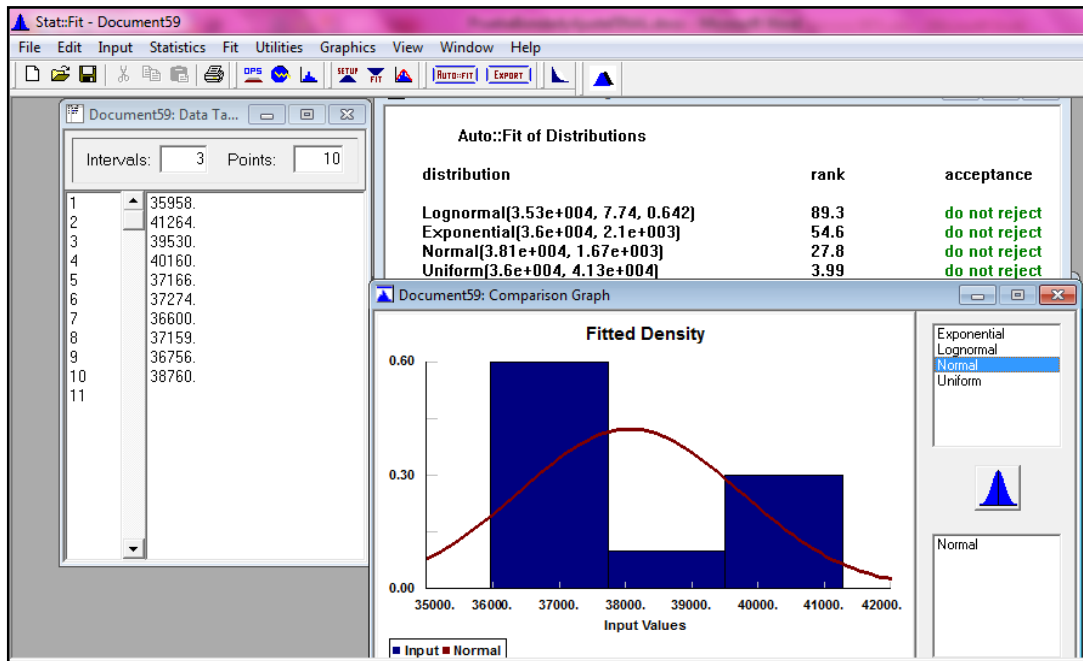 Stat::Fit - Document59
File Edit Input Statistics Fit Utilities Graphics View Window Help
OPS SETUP FIT AUTO::FIT EXPORT
Document59: Data Ta...
Intervals: 3 Points: 10
1 35958.
2 41264.
3 39530.
4 40160.
5 37166.
6 37274.
7 36600.
8 37159.
9 36756.
10 38760.
11
Auto::Fit of Distributions
distribution rank acceptance
Lognormal(3.53e+004, 7.74, 0.642) 89.3 do not reject
Exponential(3.6e+004, 2.1e+003) 54.6 do not reject
Normal(3.81e+004, 1.67e+003) 27.8 do not reject
Uniform(3.6e+004, 4.13e+004) 3.99 do not reject
Document59: Comparison Graph
Fitted Density
0.60
0.30
0.00
35000. 36000. 37000. 38000. 39000. 40000. 41000. 42000.
Input Values
Input Normal
Exponential
Lognormal
Normal
Uniform
Normal